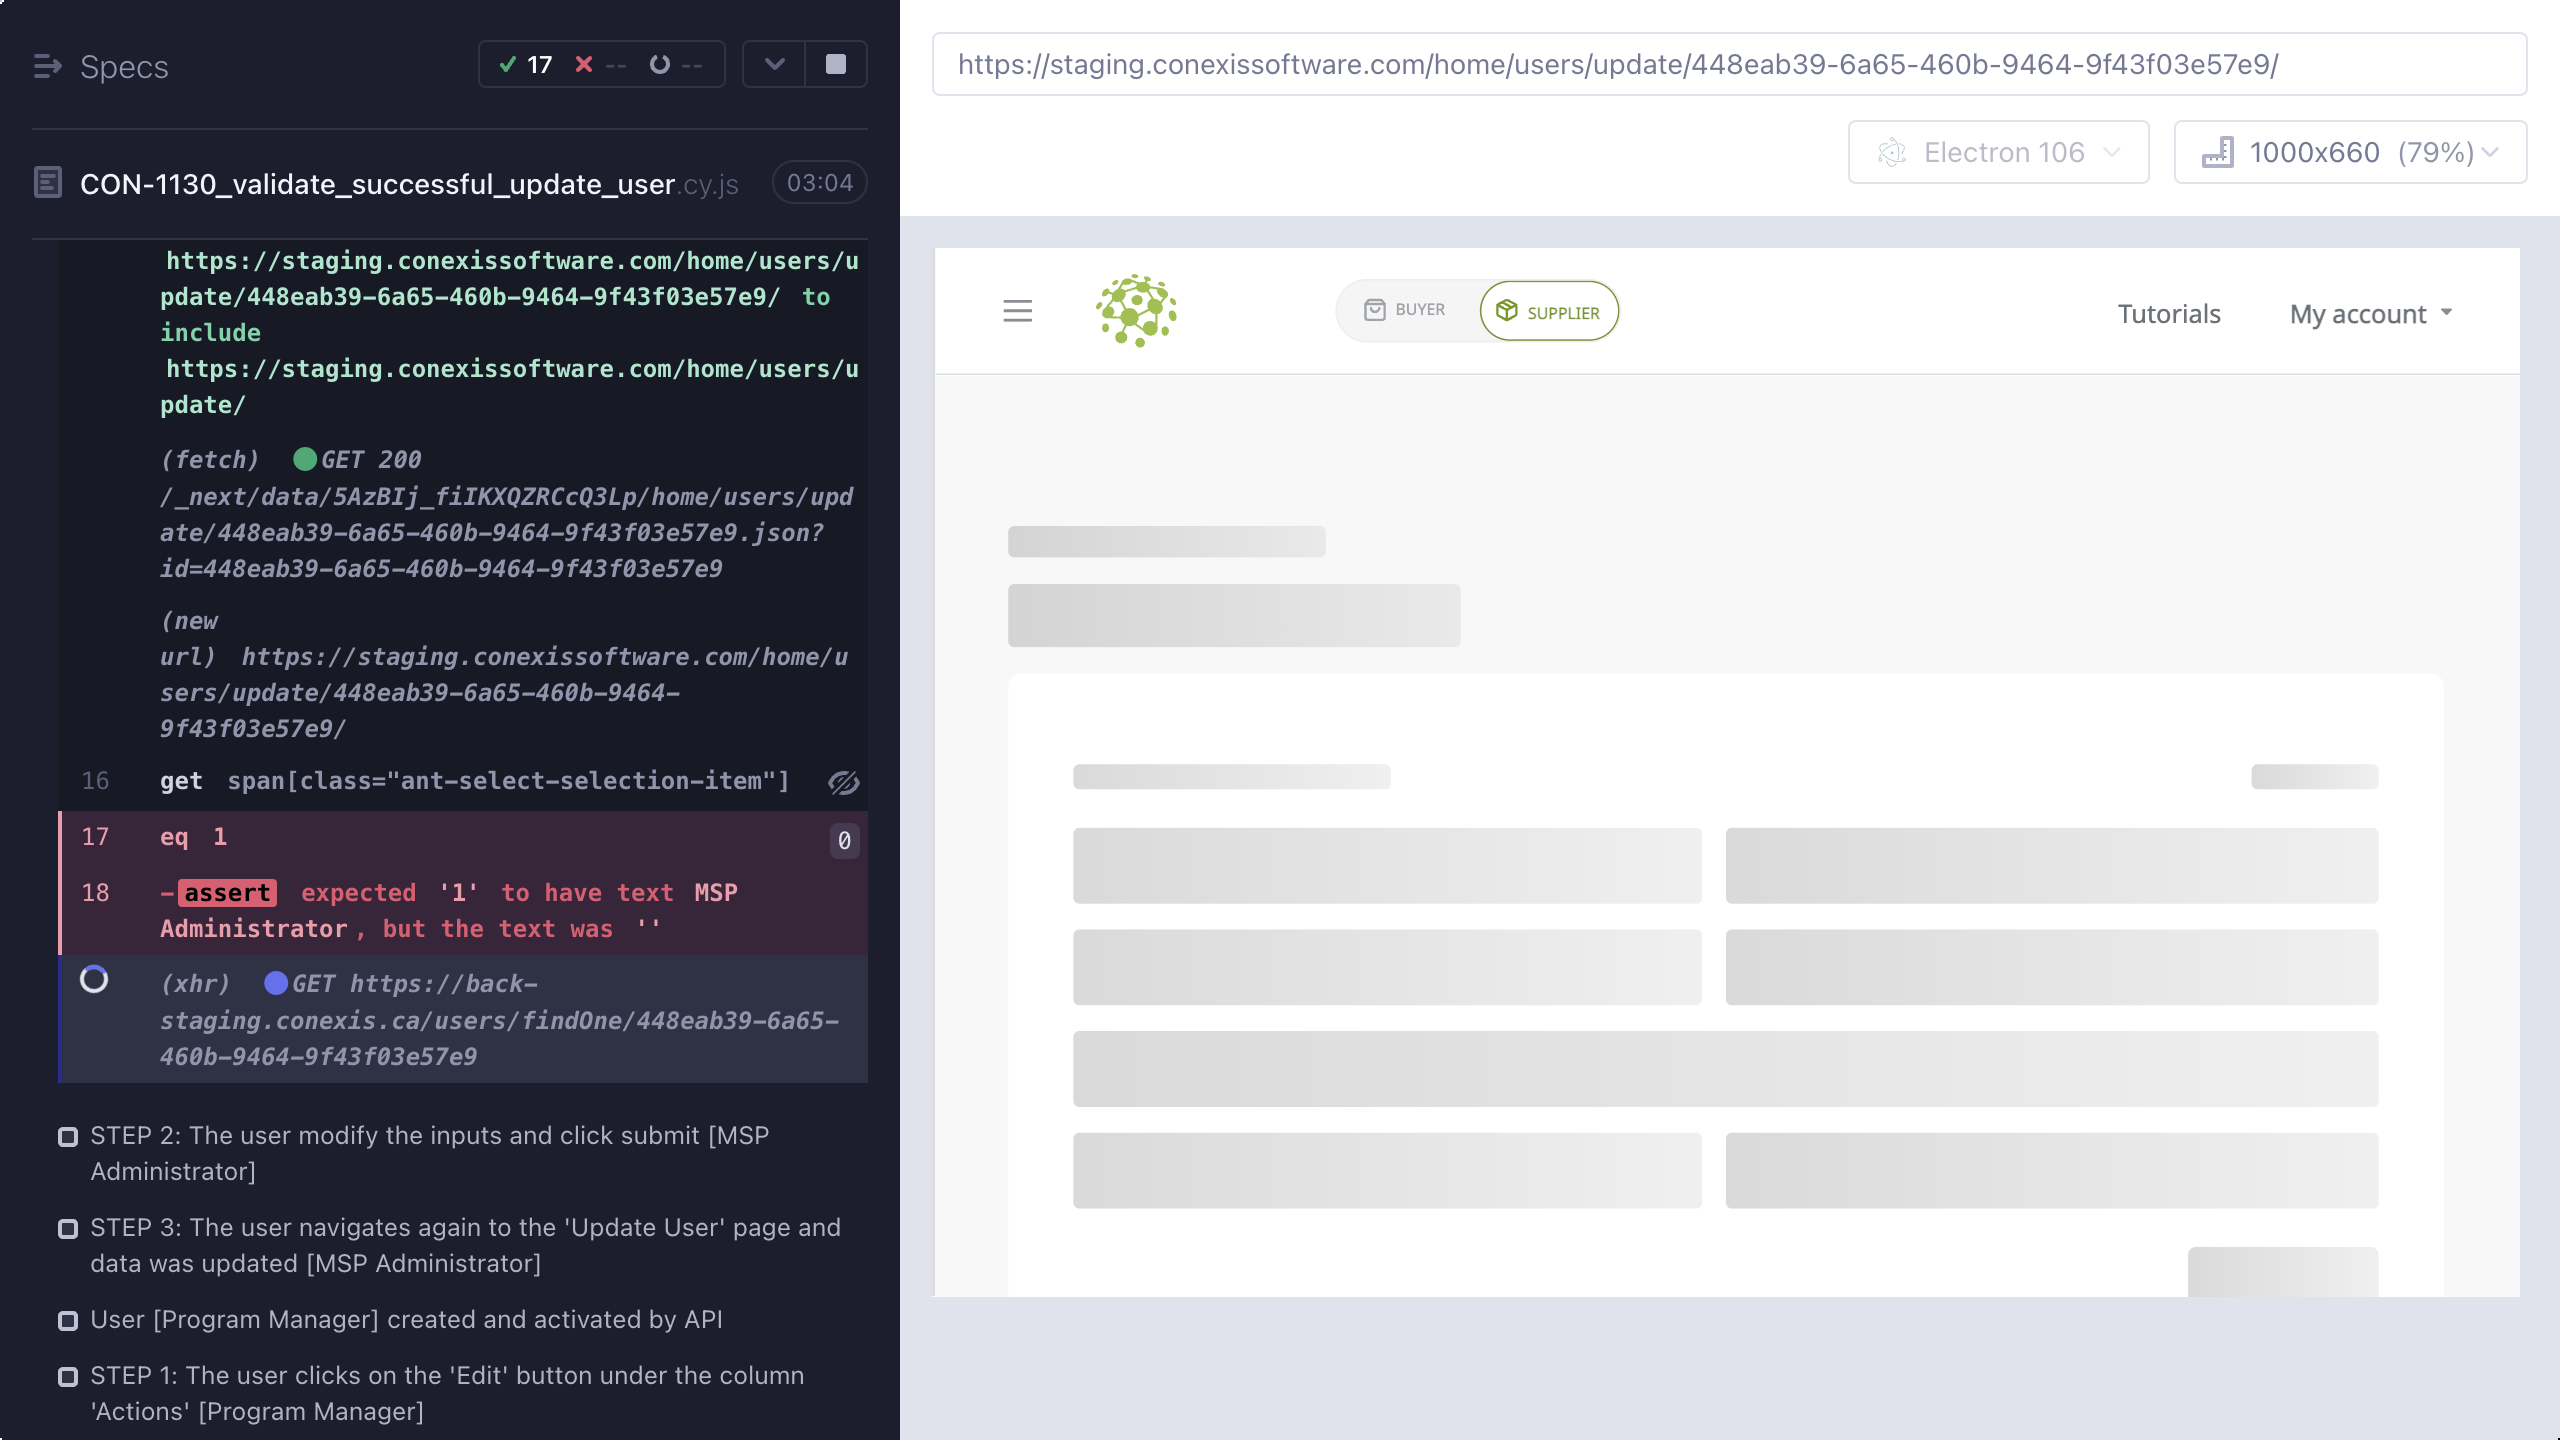 Specs
17 -- --
CON-1130_validate_successful_update_user.cy.js 03:04
https://staging.conexissoftware.com/home/users/u
pdate/448eab39-6a65-460b-9464-9f43f03e57e9/ to
include
https://staging.conexissoftware.com/home/users/u
pdate/
(fetch) GET 200
/_next/data/5AzBIj_fiIKXQZRCcQ3Lp/home/users/upd
ate/448eab39-6a65-460b-9464-9f43f03e57e9.json?
id=448eab39-6a65-460b-9464-9f43f03e57e9
(new
url) https://staging.conexissoftware.com/home/u
sers/update/448eab39-6a65-460b-9464-
9f43f03e57e9/
16 get span[class="ant-select-selection-item"]
17 eq 1 0
18 -assert expected '1' to have text MSP
Administrator, but the text was ''
(xhr) GET https://back-
staging.conexis.ca/users/findOne/448eab39-6a65-
460b-9464-9f43f03e57e9
STEP 2: The user modify the inputs and click submit [MSP
Administrator]
STEP 3: The user navigates again to the 'Update User' page and
data was updated [MSP Administrator]
User [Program Manager] created and activated by API
STEP 1: The user clicks on the 'Edit' button under the column
'Actions' [Program Manager]
https://staging.conexissoftware.com/home/users/update/448eab39-6a65-460b-9464-9f43f03e57e9/
Electron 106
1000x660 (79%)
BUYER
SUPPLIER
Tutorials
My account